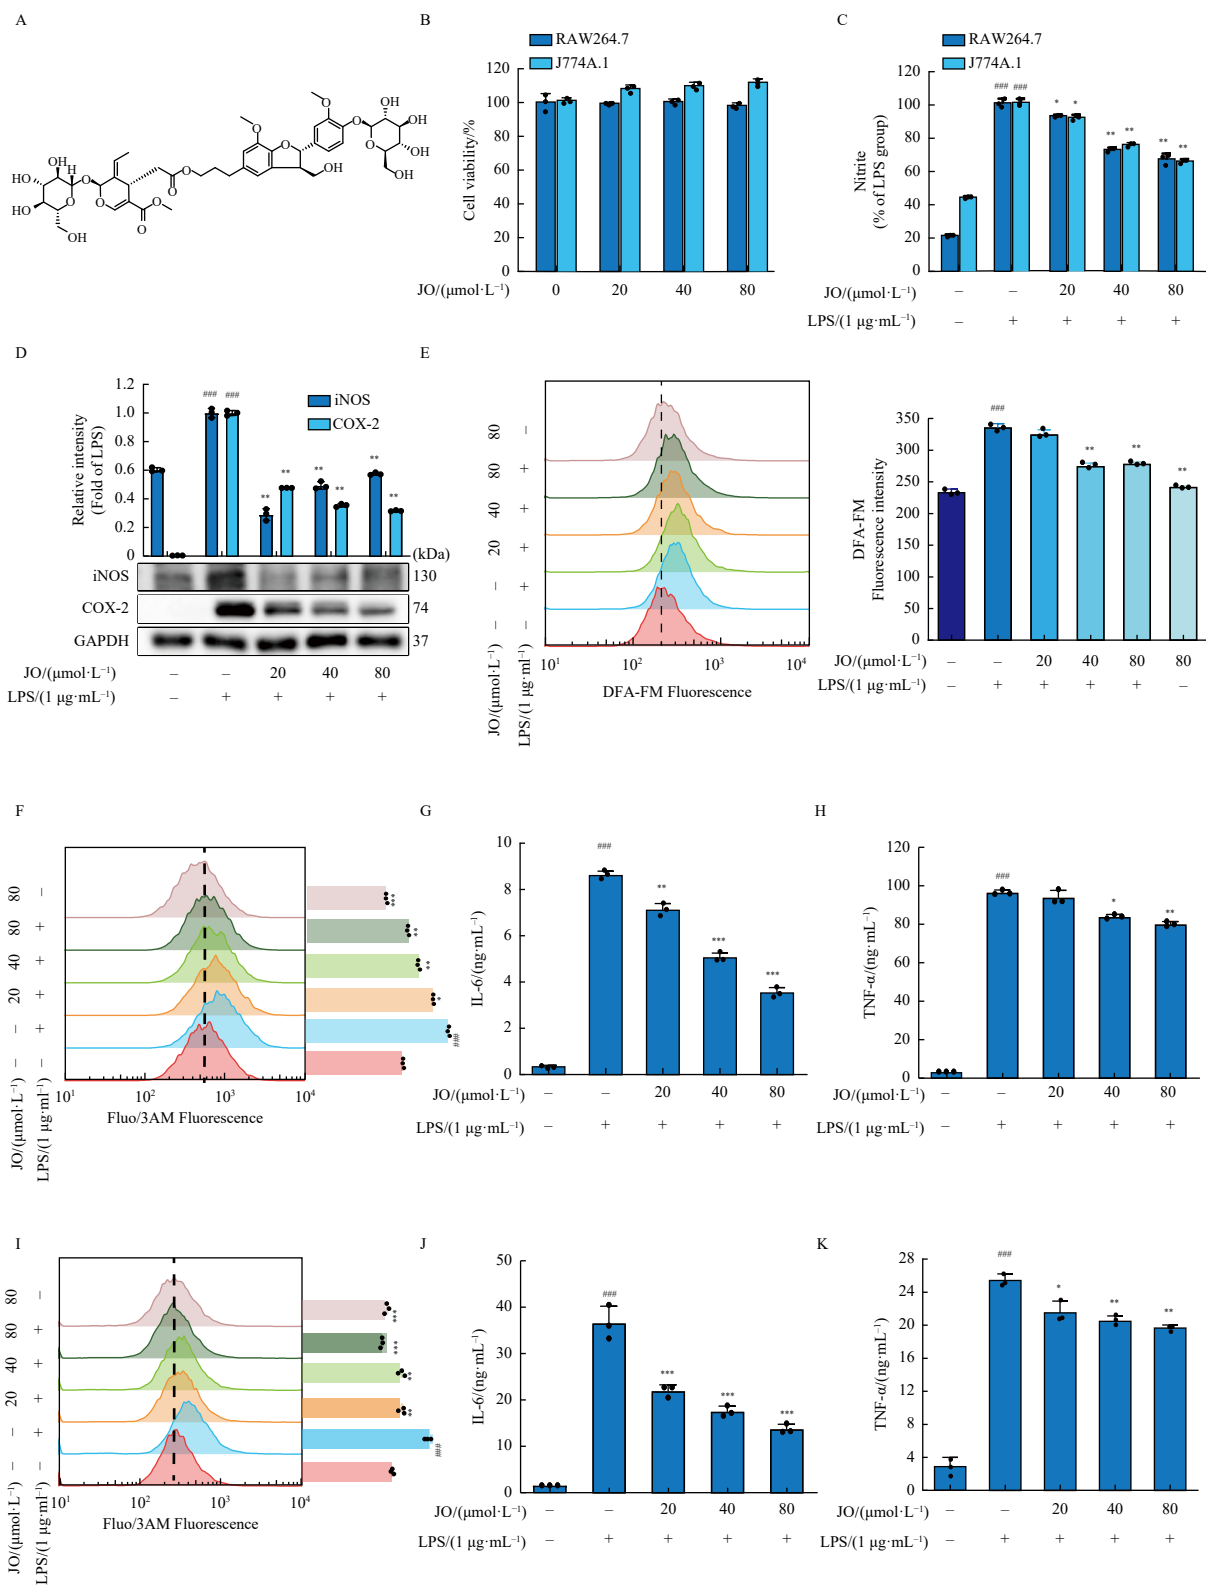 A
OH
HO
HO
OH
H
O
O
O
O
O
O
O
O
O
O
O
OH
O
O
OH
OH
OH
OH
B
RAW264.7
J774A.1
Cell viability/%
120
100
80
60
40
20
0
JO/(μmol·L⁻¹)
0 20 40 80
C
RAW264.7
J774A.1
Nitrite
(% of LPS group)
120
100
80
60
40
20
0
### ###
* *
** **
** **
JO/(μmol·L⁻¹) – – 20 40 80
LPS/(1 μg·mL⁻¹) – + + + +
D
Relative intensity
(Fold of LPS)
1.2
1.0
0.8
0.6
0.4
0.2
0
### ###
** **
** **
** **
iNOS
COX-2
(kDa)
iNOS 130
COX-2 74
GAPDH 37
JO/(μmol·L⁻¹) – – 20 40 80
LPS/(1 μg·mL⁻¹) – + + + +
E
80 –
80 +
40 +
20 +
– +
– –
JO/(μmol·L⁻¹)
LPS/(1 μg·ml⁻¹)
10¹ 10² 10³ 10⁴
DFA-FM Fluorescence
DFA-FM
Fluorescence intensity
350
300
250
200
150
100
50
0
###
**
**
**
JO/(μmol·L⁻¹) – – 20 40 80 80
LPS/(1 μg·mL⁻¹) – + + + + –
F
80 –
80 +
40 +
20 +
– +
– –
JO/(μmol·L⁻¹)
LPS/(1 μg·ml⁻¹)
10¹ 10² 10³ 10⁴
Fluo/3AM Fluorescence
***
**
**
*
###
G
IL-6/(ng·mL⁻¹)
10
8
6
4
2
0
###
**
***
***
JO/(μmol·L⁻¹) – – 20 40 80
LPS/(1 μg·mL⁻¹) – + + + +
H
TNF-α/(ng·mL⁻¹)
120
100
80
60
40
20
0
###
*
**
JO/(μmol·L⁻¹) – – 20 40 80
LPS/(1 μg·mL⁻¹) – + + + +
I
80 –
80 +
40 +
20 +
– +
– –
JO/(μmol·L⁻¹)
LPS/(1 μg·ml⁻¹)
10¹ 10² 10³ 10⁴
Fluo/3AM Fluorescence
***
***
**
**
###
J
IL-6/(ng·mL⁻¹)
50
40
30
20
10
0
###
***
***
***
JO/(μmol·L⁻¹) – – 20 40 80
LPS/(1 μg·mL⁻¹) – + + + +
K
TNF-α/(ng·mL⁻¹)
28
24
20
16
12
8
4
0
###
*
**
**
JO/(μmol·L⁻¹) – – 20 40 80
LPS/(1 μg·mL⁻¹) – + + + +